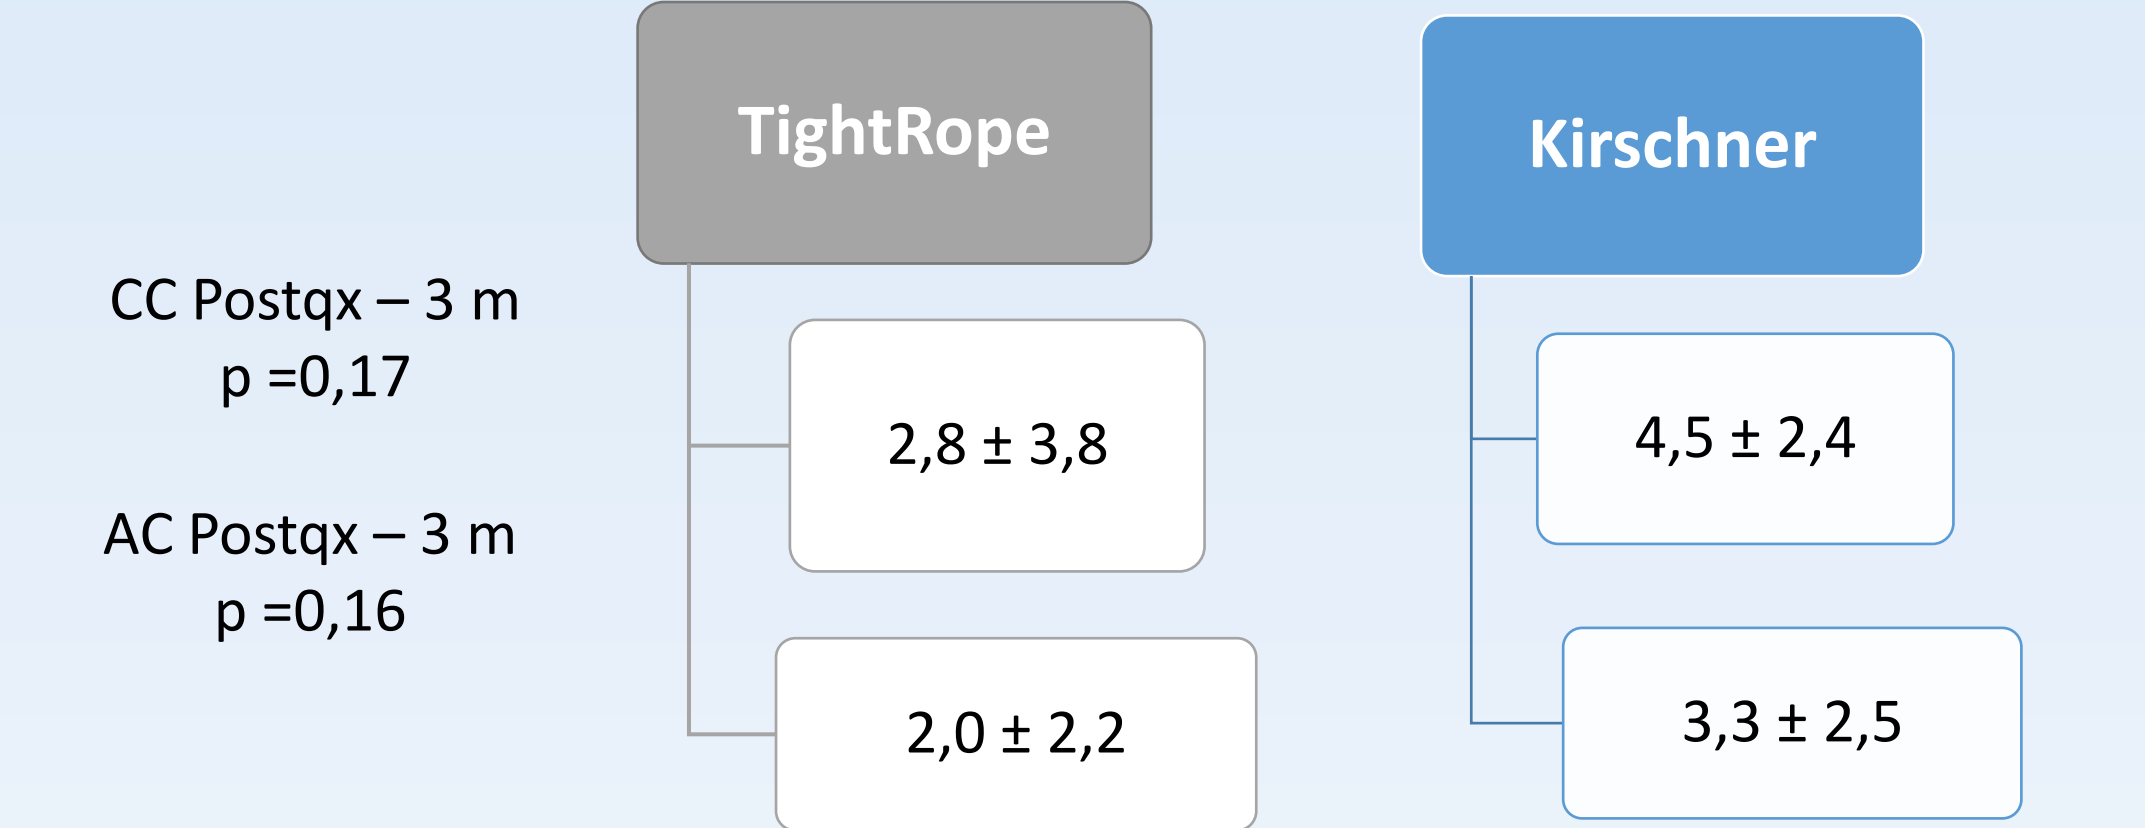 TightRope
Kirschner
CC Postqx – 3 m
p =0,17
2,8 ± 3,8
4,5 ± 2,4
AC Postqx – 3 m
p =0,16
2,0 ± 2,2
3,3 ± 2,5